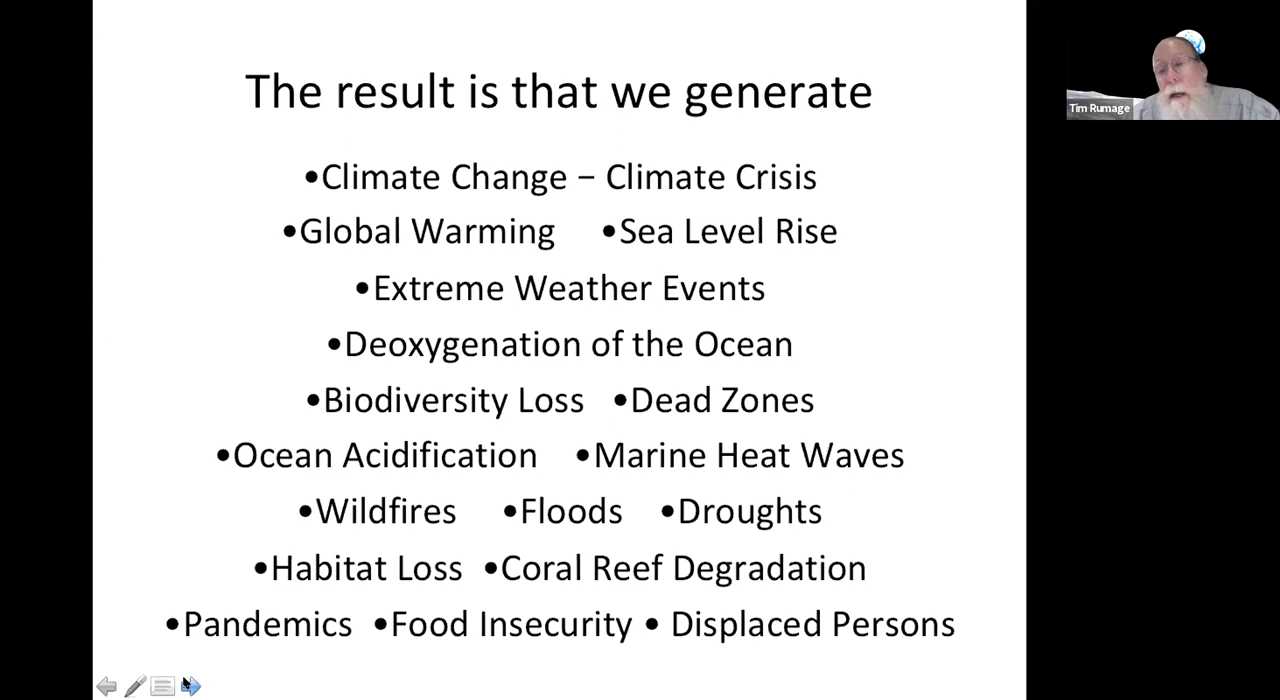 The result is that we generate
•Climate Change – Climate Crisis
•Global Warming •Sea Level Rise
•Extreme Weather Events
•Deoxygenation of the Ocean
•Biodiversity Loss •Dead Zones
•Ocean Acidification •Marine Heat Waves
•Wildfires •Floods •Droughts
•Habitat Loss •Coral Reef Degradation
•Pandemics •Food Insecurity • Displaced Persons
Tim Rumage